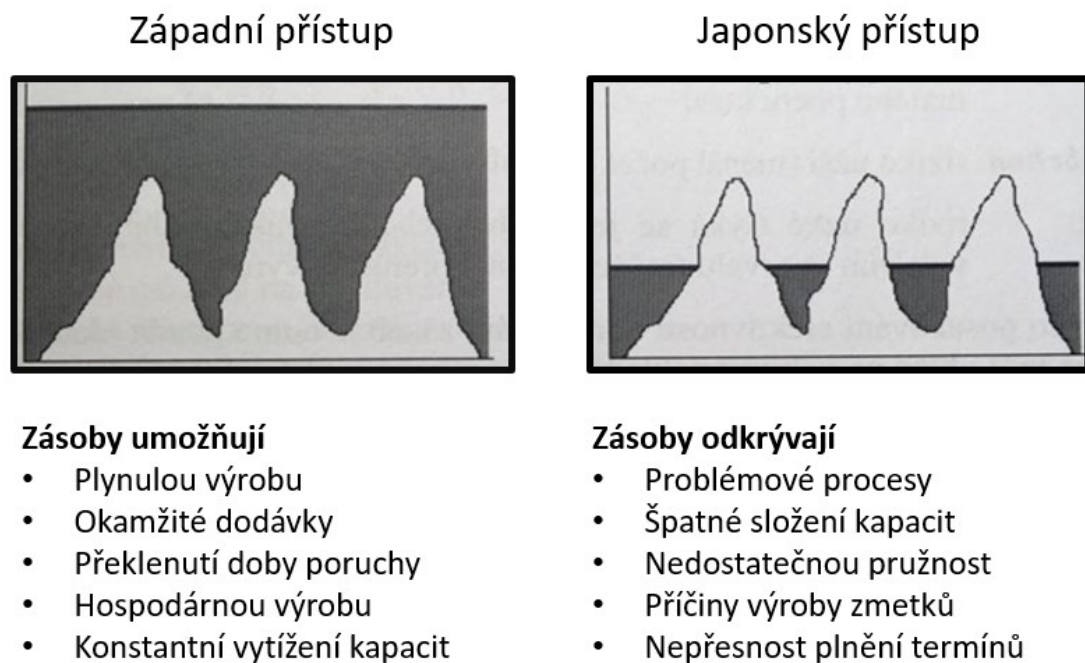 Západní přístup
Japonský přístup
Zásoby umožňují
• Plynulou výrobu
• Okamžité dodávky
• Překlenutí doby poruchy
• Hospodárnou výrobu
• Konstantní vytížení kapacit
Zásoby odkrývají
• Problémové procesy
• Špatné složení kapacit
• Nedostatečnou pružnost
• Příčiny výroby zmetků
• Nepřesnost plnění termínů